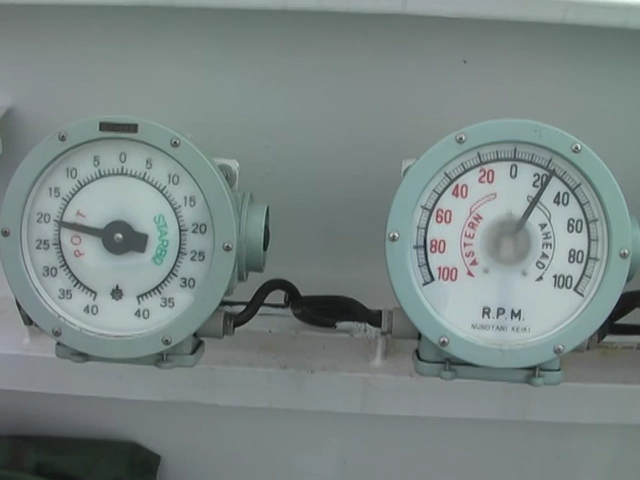 40 35 30 25 20 15 10 5 0 5 10 15 20 25 30 35 40
PORT
STARBD
100 80 60 40 20 0 20 40 60 80 100
ASTERN
AHEAD
R.P.M.
NUNOTANI KEIKI